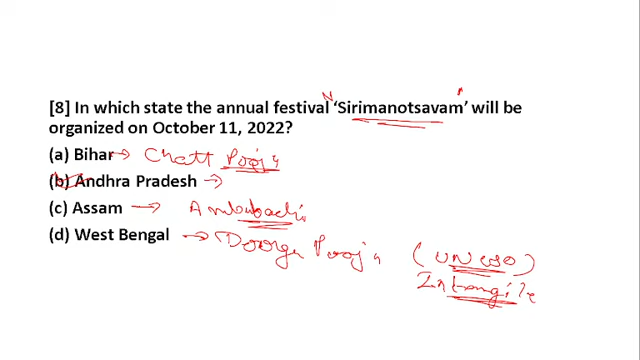 [8] In which state the annual festival 'Sirimanotsavam' will be
organized on October 11, 2022?
(a) Bihar → Chatt Pooja
(b) Andhra Pradesh →
(c) Assam → Ambubachi
(d) West Bengal → Doorga Pooja (UNESCO)
Intangible